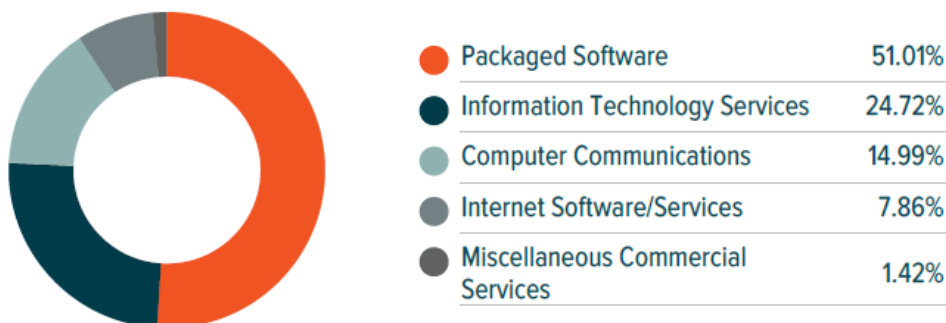 Packaged Software 51.01%
Information Technology Services 24.72%
Computer Communications 14.99%
Internet Software/Services 7.86%
Miscellaneous Commercial
Services 1.42%